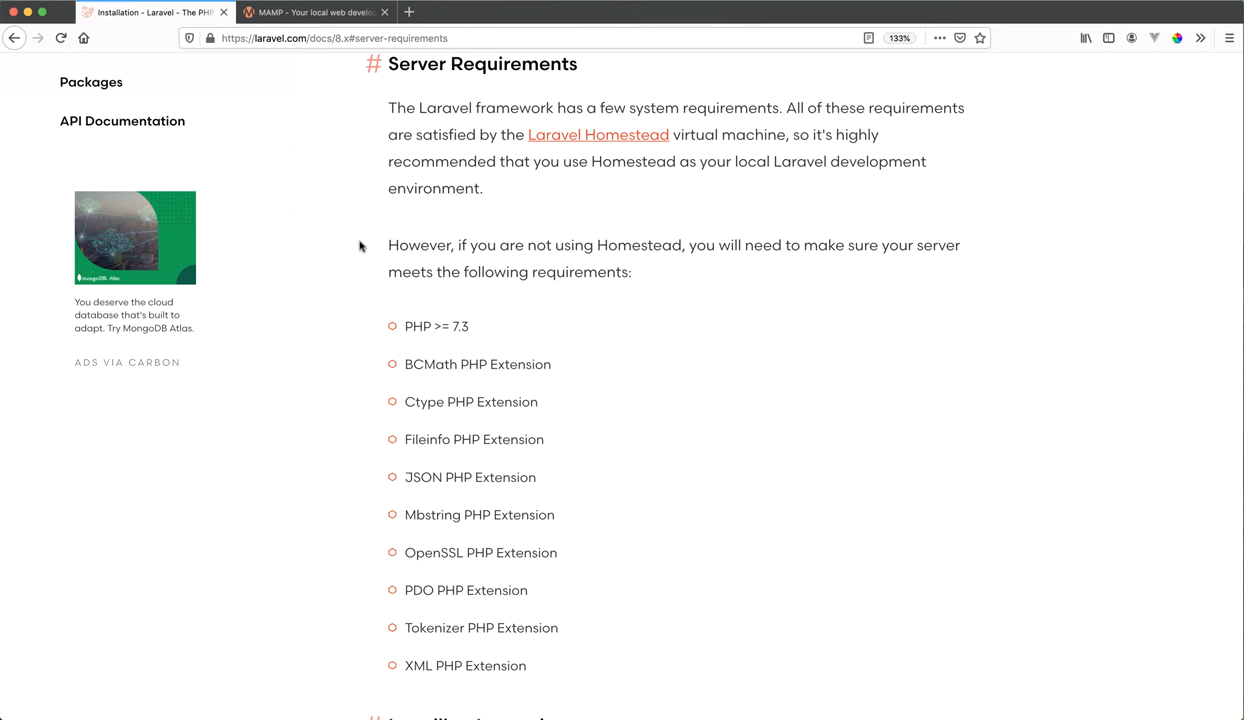 Installation - Laravel - The PHP
MAMP - Your local web develo
https://laravel.com/docs/8.x#server-requirements
133%
Packages
API Documentation
mongoDB. Atlas
You deserve the cloud
database that's built to
adapt. Try MongoDB Atlas.
ADS VIA CARBON
# Server Requirements
The Laravel framework has a few system requirements. All of these requirements
are satisfied by the Laravel Homestead virtual machine, so it's highly
recommended that you use Homestead as your local Laravel development
environment.
However, if you are not using Homestead, you will need to make sure your server
meets the following requirements:
PHP >= 7.3
BCMath PHP Extension
Ctype PHP Extension
Fileinfo PHP Extension
JSON PHP Extension
Mbstring PHP Extension
OpenSSL PHP Extension
PDO PHP Extension
Tokenizer PHP Extension
XML PHP Extension